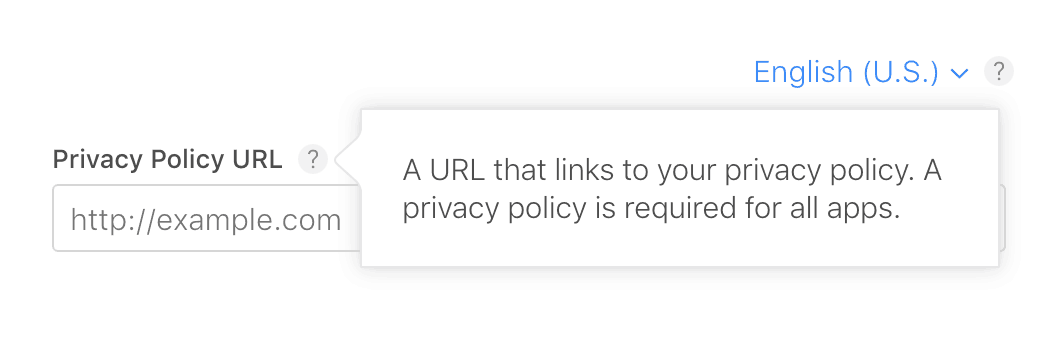 English (U.S.) ?
Privacy Policy URL ?
A URL that links to your privacy policy. A
privacy policy is required for all apps.
http://example.com